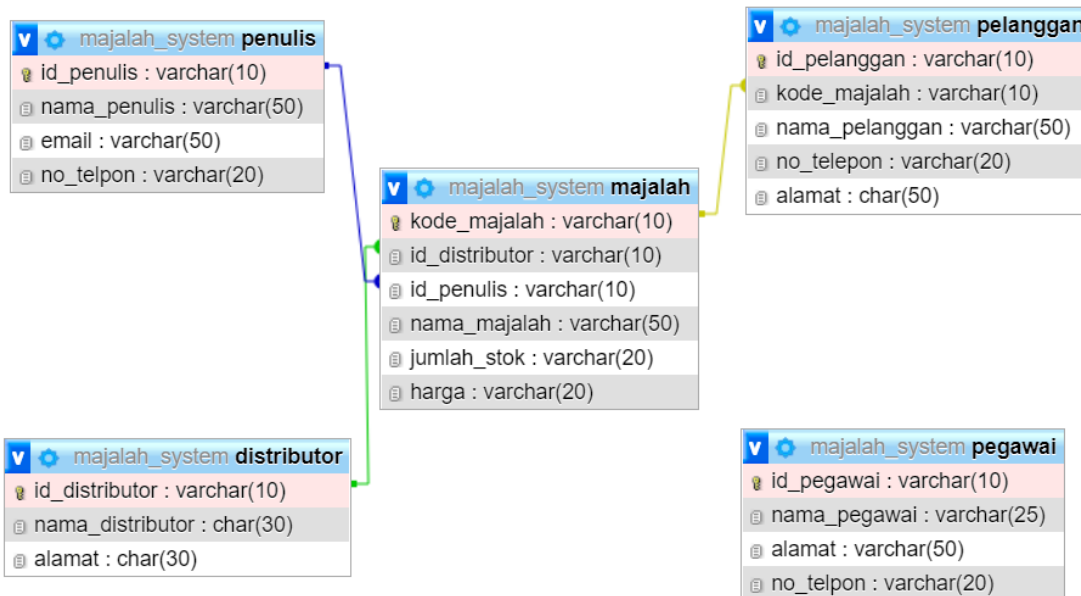 majalah_system penulis
id_penulis : varchar(10)
nama_penulis : varchar(50)
email : varchar(50)
no_telpon : varchar(20)
majalah_system pelanggan
id_pelanggan : varchar(10)
kode_majalah : varchar(10)
nama_pelanggan : varchar(50)
no_telepon : varchar(20)
alamat : char(50)
majalah_system majalah
kode_majalah : varchar(10)
id_distributor : varchar(10)
id_penulis : varchar(10)
nama_majalah : varchar(50)
jumlah_stok : varchar(20)
harga : varchar(20)
majalah_system distributor
id_distributor : varchar(10)
nama_distributor : char(30)
alamat : char(30)
majalah_system pegawai
id_pegawai : varchar(10)
nama_pegawai : varchar(25)
alamat : varchar(50)
no_telpon : varchar(20)